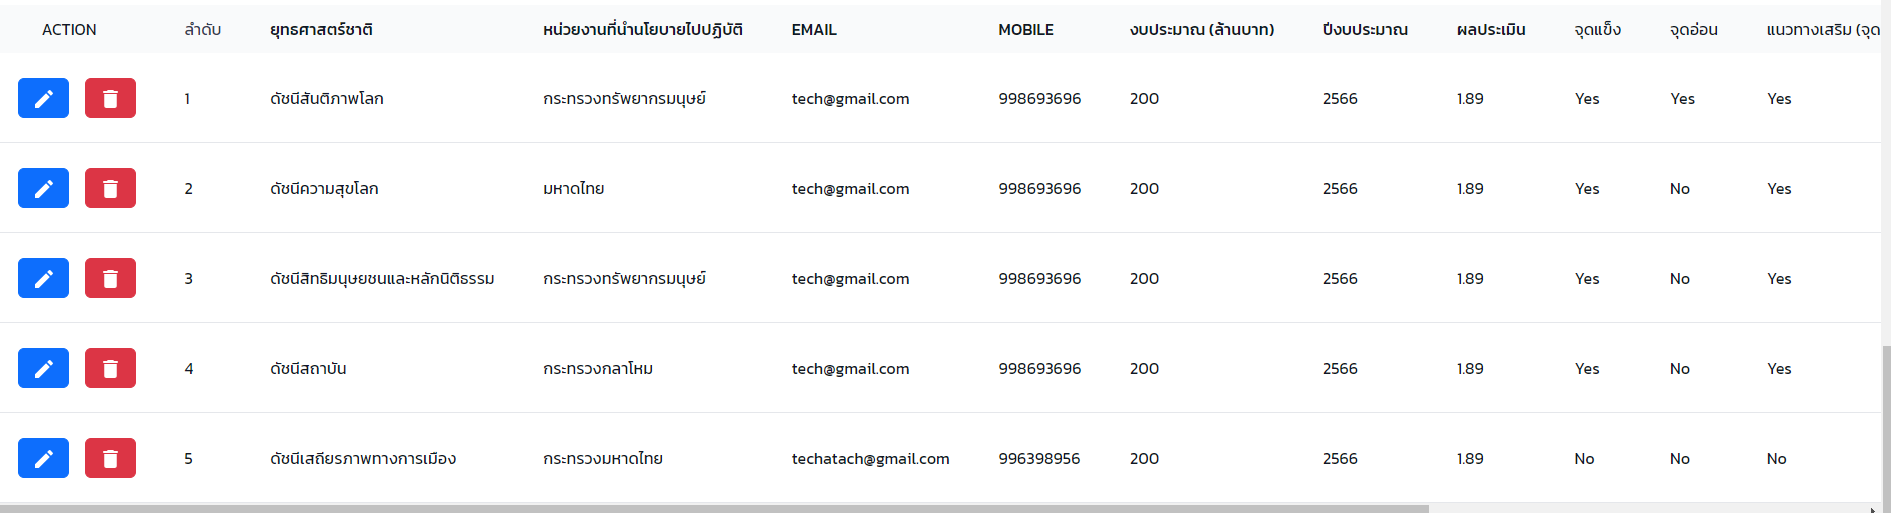 ACTION ลำดับ ยุทธศาสตร์ชาติ หน่วยงานที่นำนโยบายไปปฏิบัติ EMAIL MOBILE งบประมาณ (ล้านบาท) ปีงบประมาณ ผลประเมิน จุดแข็ง จุดอ่อน แนวทางเสริม (จุด
1 ดัชนีสันติภาพโลก กระทรวงทรัพยากรมนุษย์ tech@gmail.com 998693696 200 2566 1.89 Yes Yes Yes
2 ดัชนีความสุขโลก มหาดไทย tech@gmail.com 998693696 200 2566 1.89 Yes No Yes
3 ดัชนีสิทธิมนุษยชนและหลักนิติธรรม กระทรวงทรัพยากรมนุษย์ tech@gmail.com 998693696 200 2566 1.89 Yes No Yes
4 ดัชนีสถาบัน กระทรวงกลาโหม tech@gmail.com 998693696 200 2566 1.89 Yes No Yes
5 ดัชนีเสถียรภาพทางการเมือง กระทรวงมหาดไทย techatach@gmail.com 996398956 200 2566 1.89 No No No